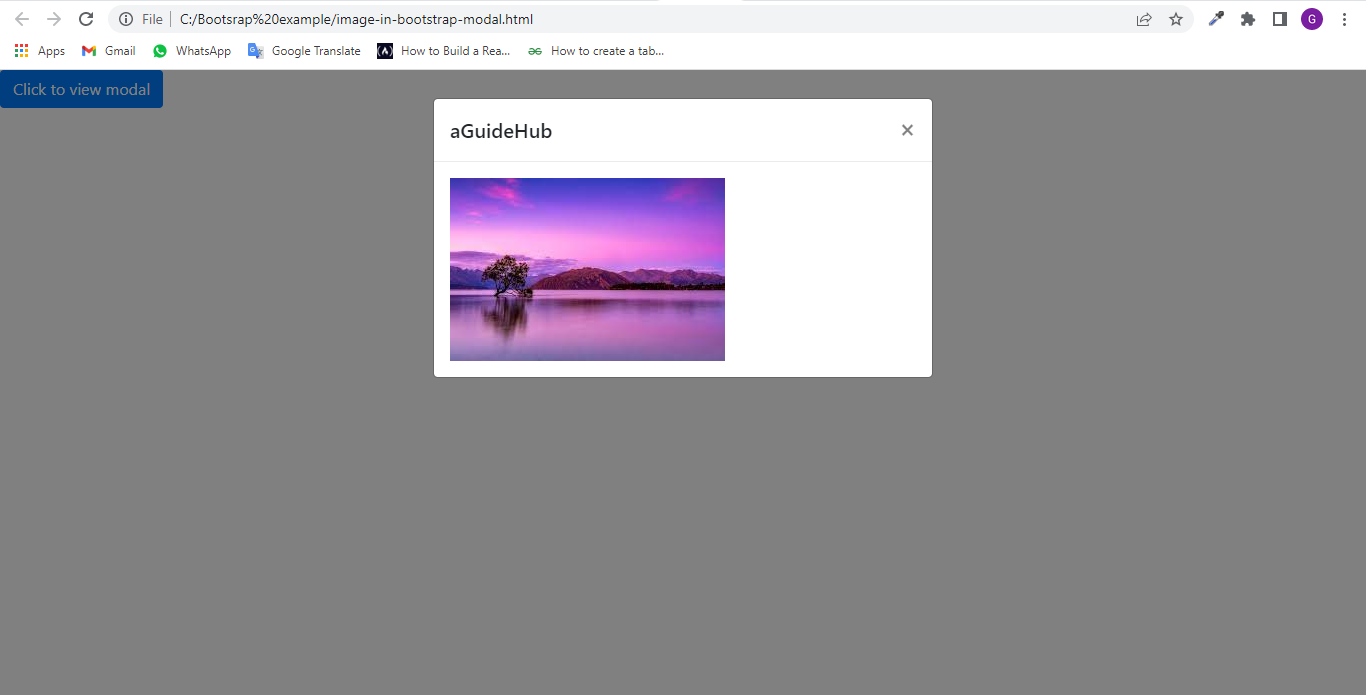 File C:/Bootsrap%20example/image-in-bootstrap-modal.html G
Apps Gmail WhatsApp Google Translate How to Build a Rea... How to create a tab...
Click to view modal
aGuideHub ×